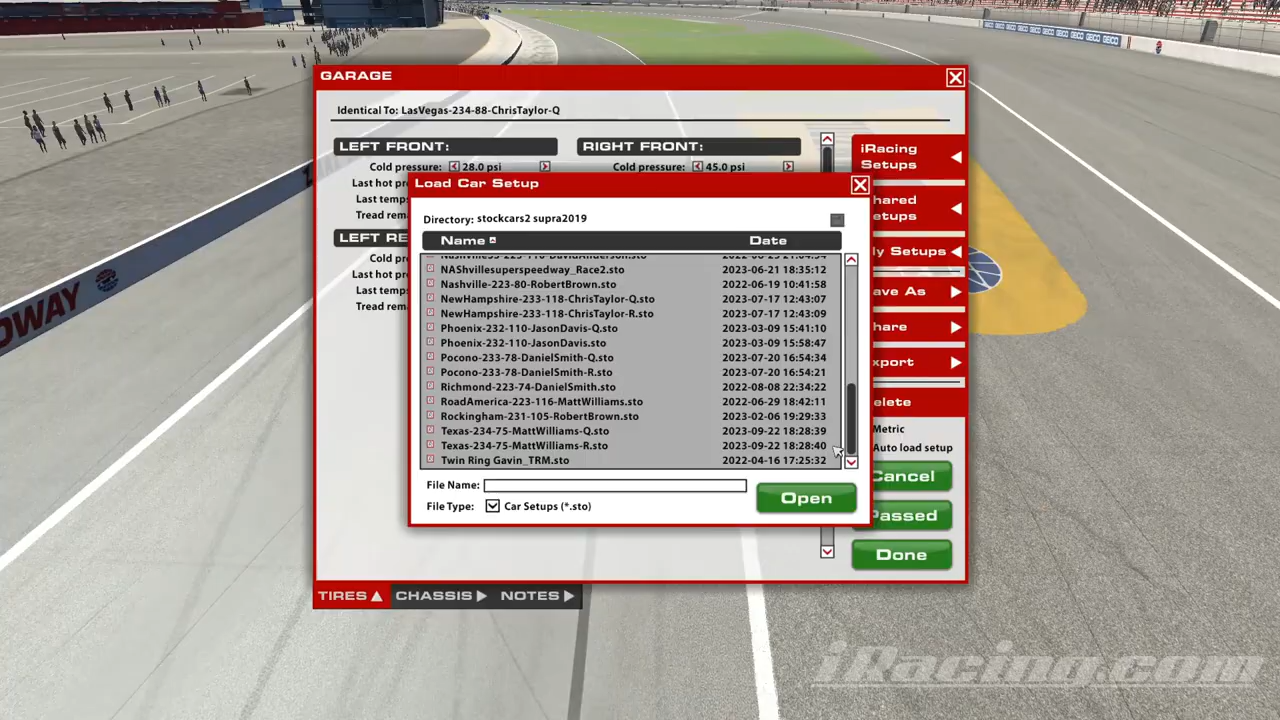 GEICO GEICO GEICO GEICO
GARAGE
Identical To: LasVegas-234-88-ChrisTaylor-Q
LEFT FRONT:
RIGHT FRONT:
Cold pressure: 28.0 psi
Cold pressure: 45.0 psi
Last hot pr
Last temps
Tread rema
LEFT RE
Cold pr
Last hot pr
Last temps
Tread rema
Load Car Setup
Directory: stockcars2 supra2019
Name
Date
NAShvillesuperspeedway_Race2.sto 2023-06-21 18:35:12
Nashville-223-80-RobertBrown.sto 2022-06-19 10:41:58
NewHampshire-233-118-ChrisTaylor-Q.sto 2023-07-17 12:43:07
NewHampshire-233-118-ChrisTaylor-R.sto 2023-07-17 12:43:09
Phoenix-232-110-JasonDavis-Q.sto 2023-03-09 15:41:10
Phoenix-232-110-JasonDavis.sto 2023-03-09 15:58:47
Pocono-233-78-DanielSmith-Q.sto 2023-07-20 16:54:34
Pocono-233-78-DanielSmith-R.sto 2023-07-20 16:54:21
Richmond-223-74-DanielSmith.sto 2022-08-08 22:34:22
RoadAmerica-223-116-MattWilliams.sto 2022-06-29 18:42:11
Rockingham-231-105-RobertBrown.sto 2023-02-06 19:29:33
Texas-234-75-MattWilliams-Q.sto 2023-09-22 18:28:39
Texas-234-75-MattWilliams-R.sto 2023-09-22 18:28:40
Twin Ring Gavin_TRM.sto 2022-04-16 17:25:32
File Name:
Open
File Type: Car Setups (*.sto)
iRacing
Setups
hared
etups
y Setups
ave As
hare
xport
elete
Metric
Auto load setup
Cancel
Passed
Done
TIRES CHASSIS NOTES
DWAY
iRacing.com